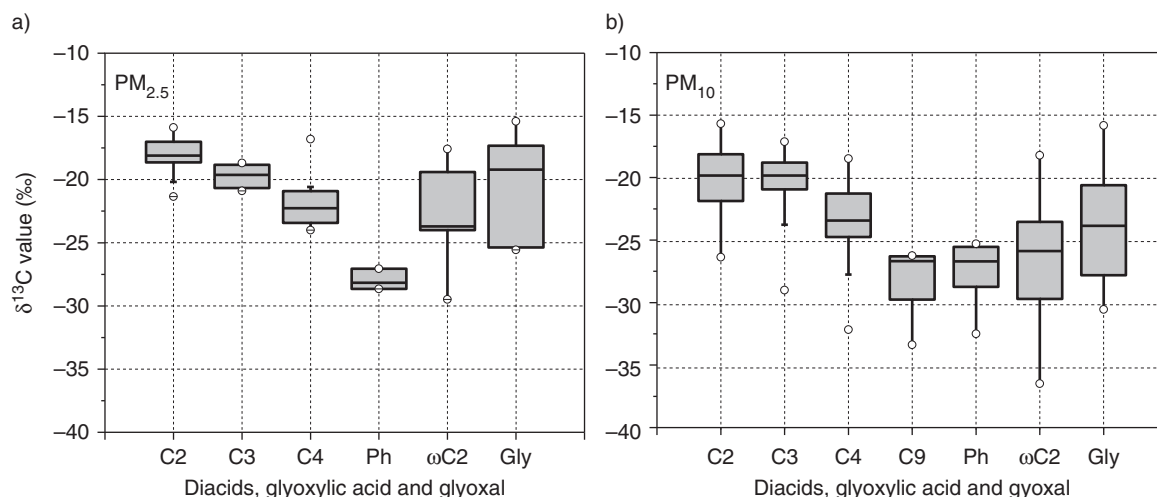 a)
PM2.5
δ13C value (‰)
−10
−15
−20
−25
−30
−35
−40
C2 C3 C4 Ph ωC2 Gly
Diacids, glyoxylic acid and glyoxal
b)
PM10
−10
−15
−20
−25
−30
−35
−40
C2 C3 C4 C9 Ph ωC2 Gly
Diacids, glyoxylic acid and gyoxal